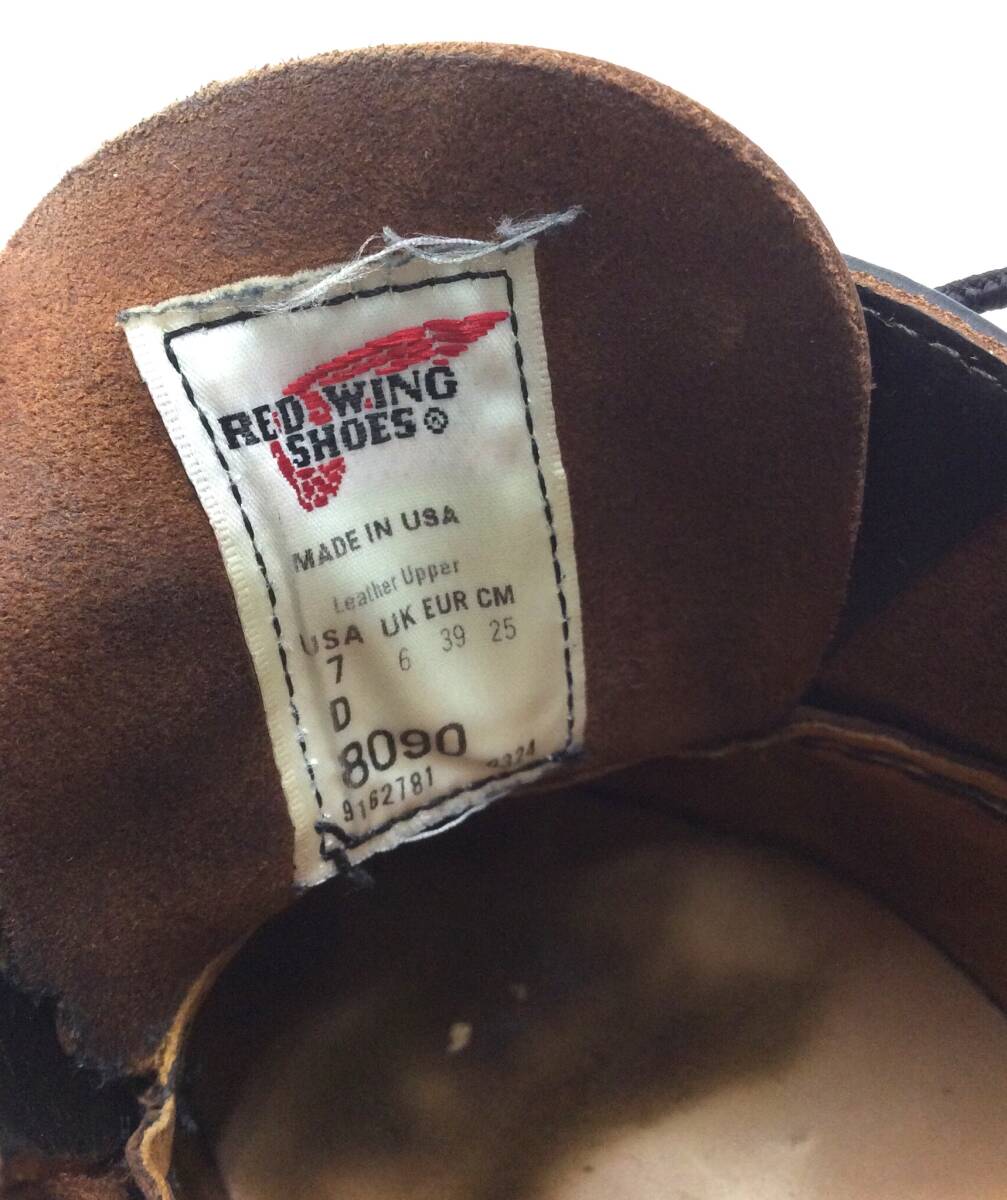 RED WING
SHOES®
MADE IN USA
Leather Upper
USA UK EUR CM
7 6 39 25
D
8090
9162781